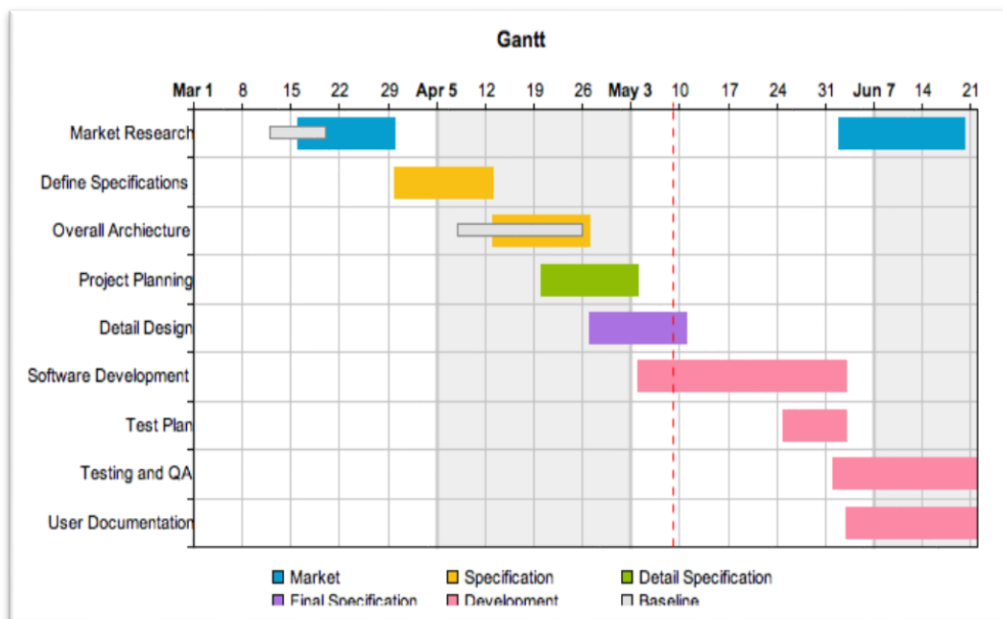 Gantt
Mar 1 8 15 22 29 Apr 5 12 19 26 May 3 10 17 24 31 Jun 7 14 21
Market Research
Define Specifications
Overall Archiecture
Project Planning
Detail Design
Software Development
Test Plan
Testing and QA
User Documentation
Market Specification Detail Specification
Final Specification Development Baseline